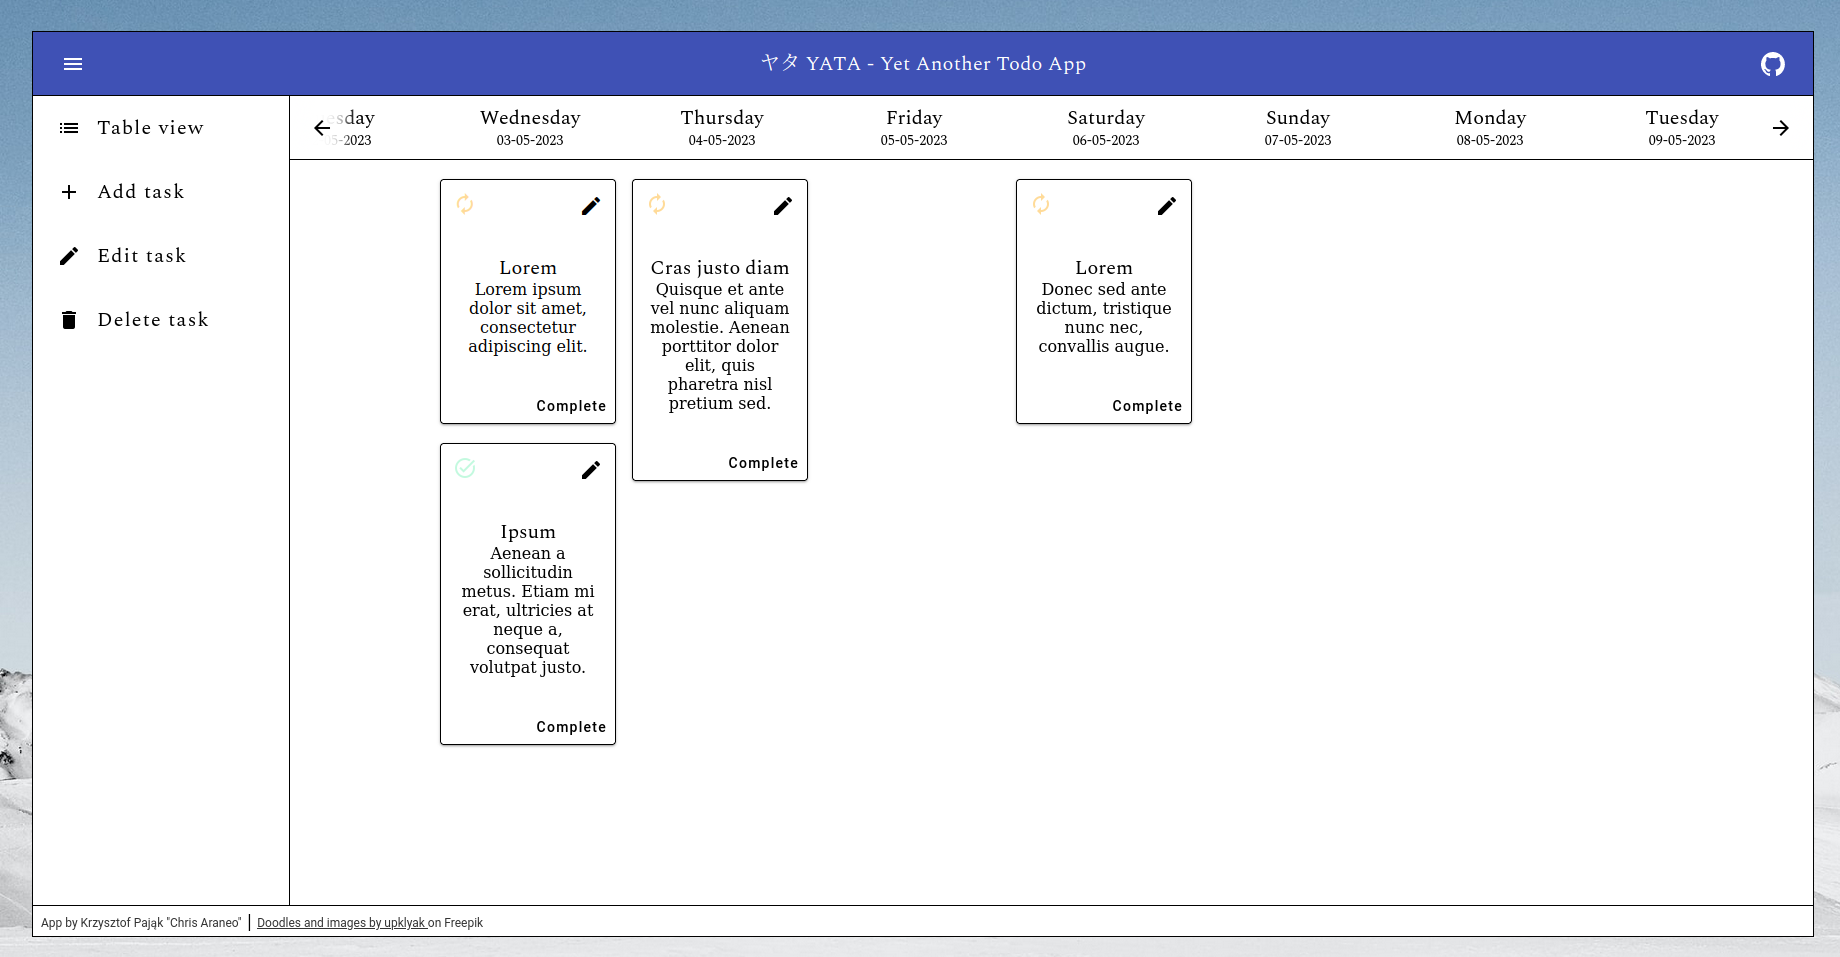 ヤタ YATA - Yet Another Todo App
Table view
Add task
Edit task
Delete task
Wednesday
03-05-2023
Thursday
04-05-2023
Friday
05-05-2023
Saturday
06-05-2023
Sunday
07-05-2023
Monday
08-05-2023
Tuesday
09-05-2023
Lorem
Lorem ipsum
dolor sit amet,
consectetur
adipiscing elit.
Complete
Ipsum
Aenean a
sollicitudin
metus. Etiam mi
erat, ultricies at
neque a,
consequat
volutpat justo.
Complete
Cras justo diam
Quisque et ante
vel nunc aliquam
molestie. Aenean
porttitor dolor
elit, quis
pharetra nisl
pretium sed.
Complete
Lorem
Donec sed ante
dictum, tristique
nunc nec,
convallis augue.
Complete
App by Krzysztof Pająk "Chris Araneo" | Doodles and images by upklyak on Freepik